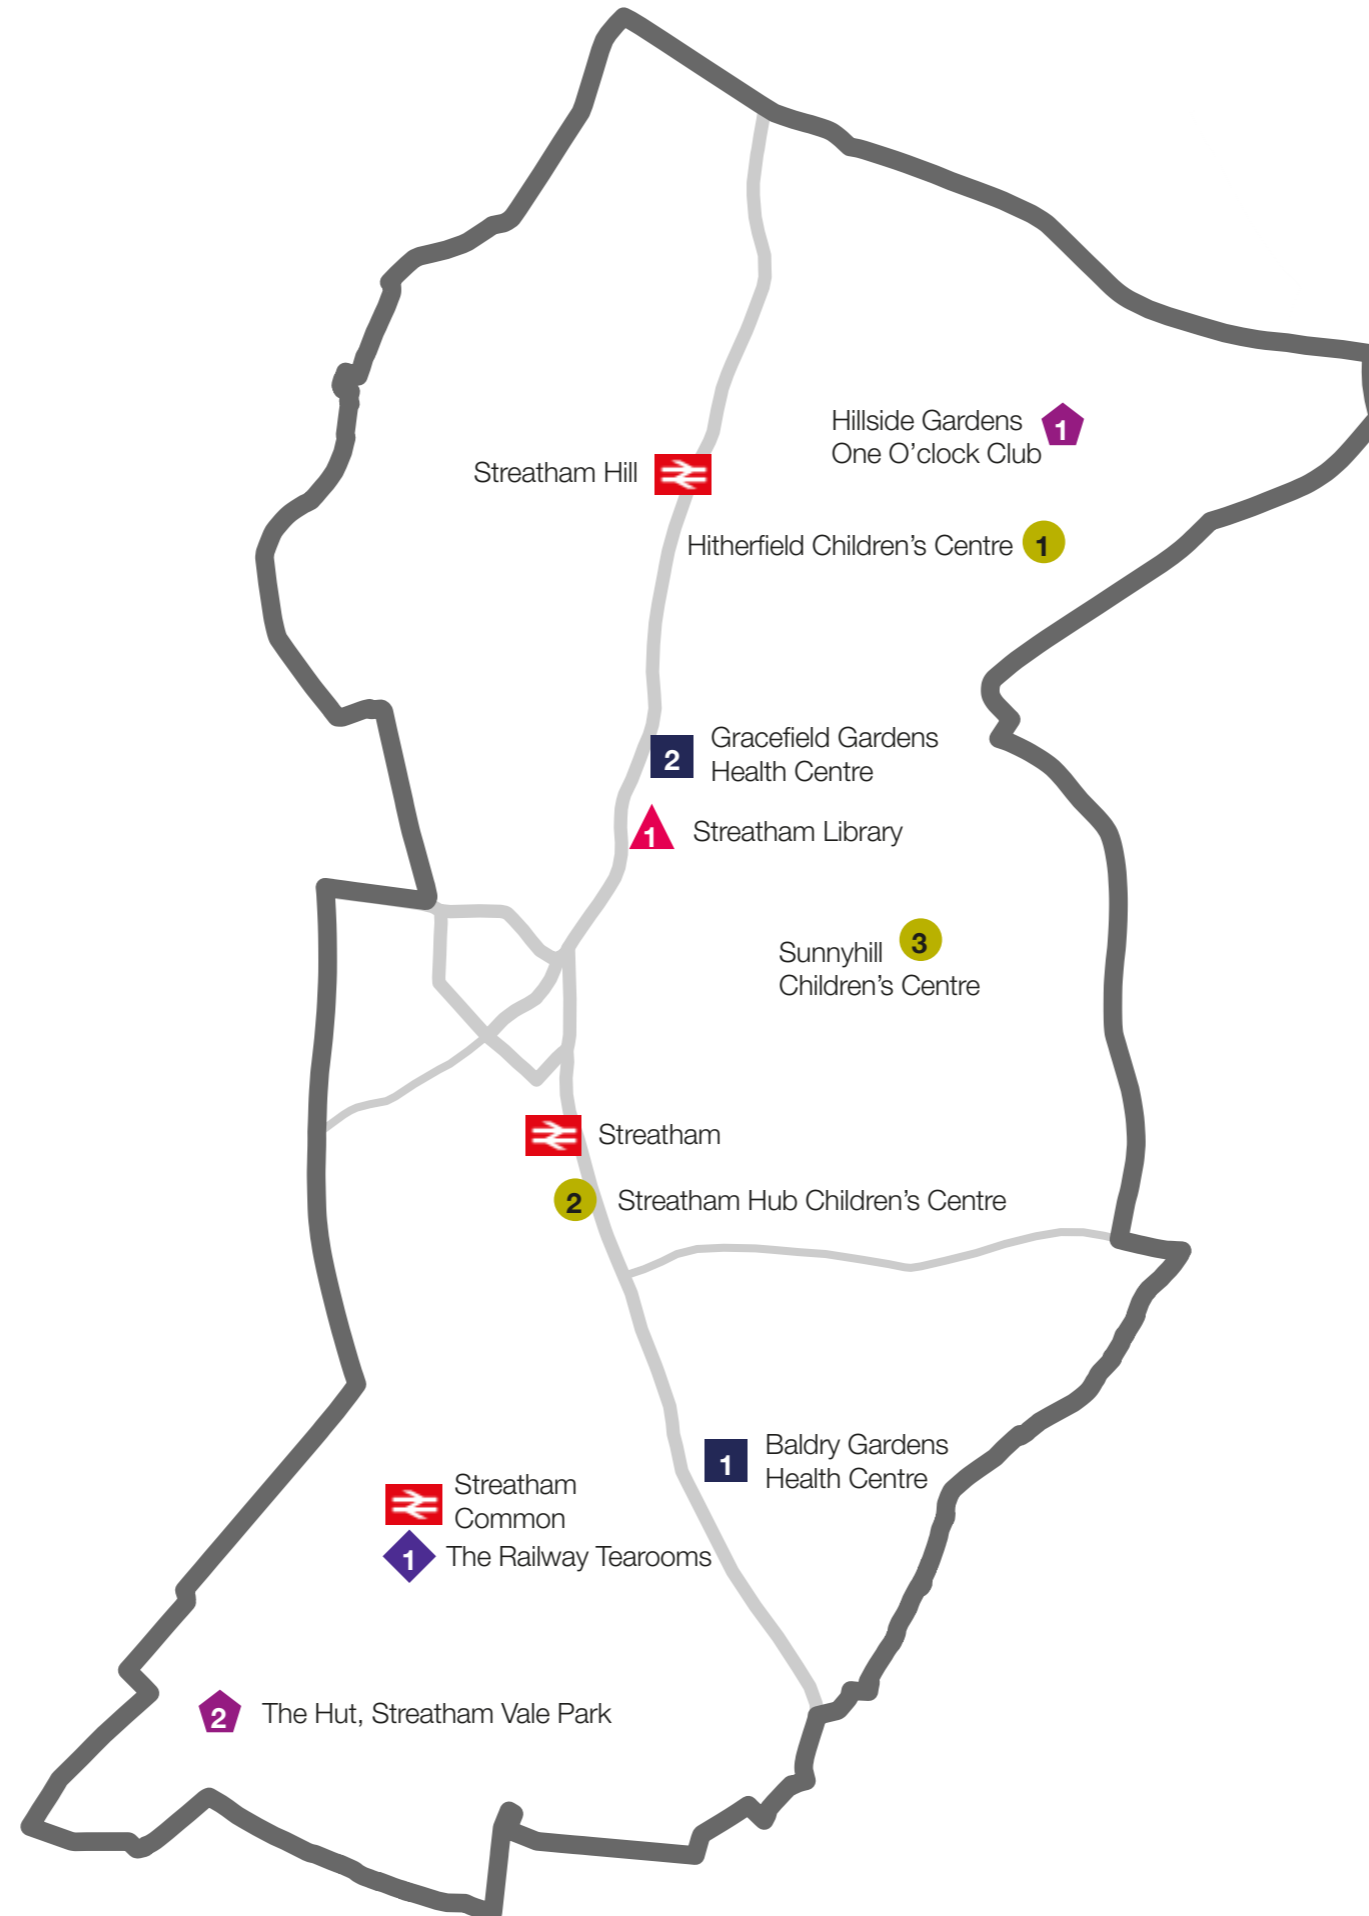 Hillside Gardens
One O’clock Club
1
Streatham Hill
Hitherfield Children’s Centre
1
2
Gracefield Gardens
Health Centre
1
Streatham Library
3
Sunnyhill
Children’s Centre
Streatham
2
Streatham Hub Children’s Centre
1
Baldry Gardens
Health Centre
Streatham
Common
1
The Railway Tearooms
2
The Hut, Streatham Vale Park